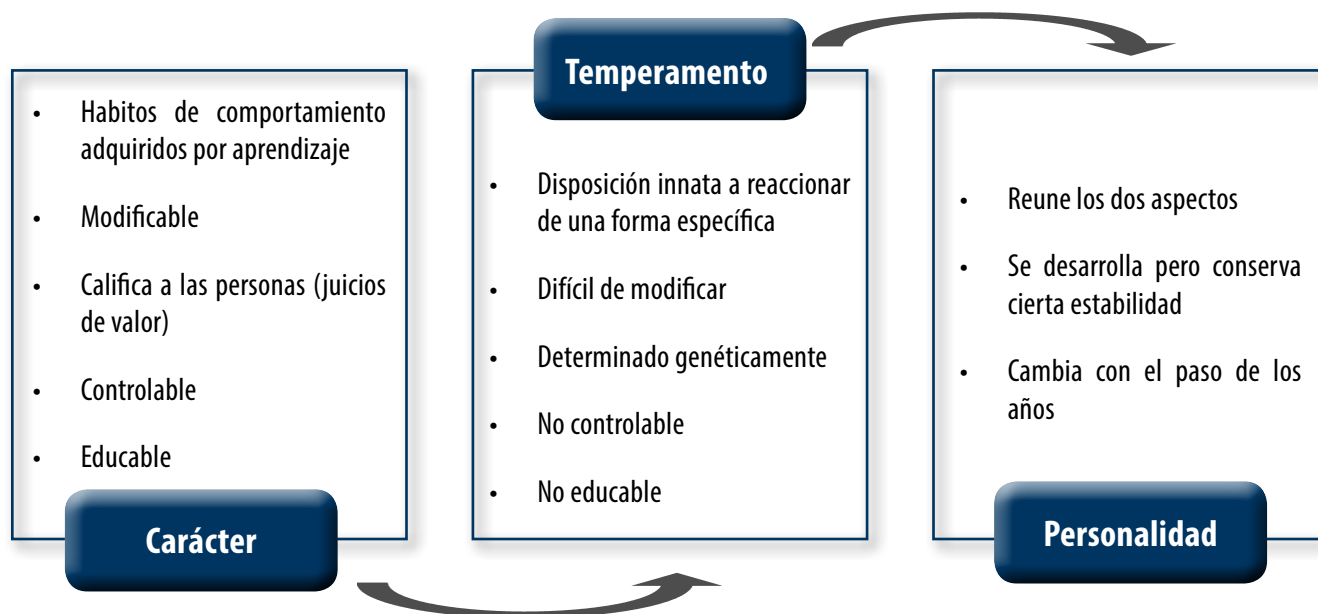 • Habitos de comportamiento
adquiridos por aprendizaje
• Modificable
• Califica a las personas (juicios
de valor)
• Controlable
• Educable
Carácter
Temperamento
• Disposición innata a reaccionar
de una forma específica
• Difícil de modificar
• Determinado genéticamente
• No controlable
• No educable
• Reune los dos aspectos
• Se desarrolla pero conserva
cierta estabilidad
• Cambia con el paso de los
años
Personalidad